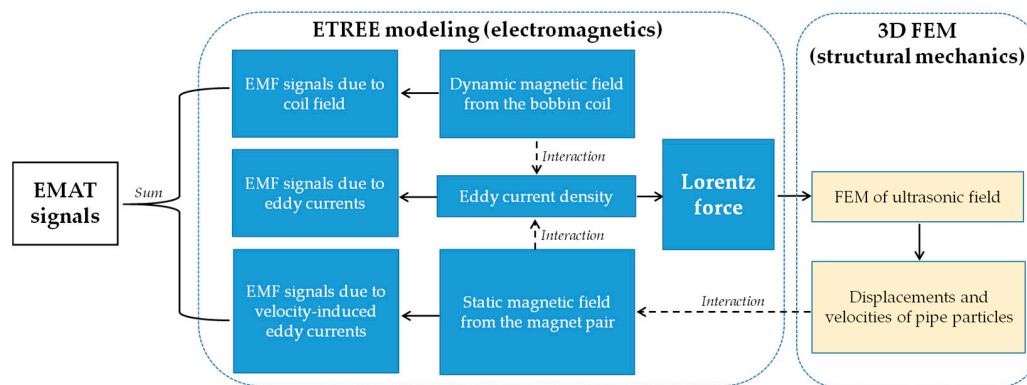 ETREE modeling (electromagnetics)
3D FEM
(structural mechanics)
EMF signals due to
coil field
Dynamic magnetic field
from the bobbin coil
Interaction
EMAT
signals
Sum
EMF signals due to
eddy currents
Eddy current density
Lorentz
force
FEM of ultrasonic field
Interaction
EMF signals due to
velocity-induced
eddy currents
Static magnetic field
from the magnet pair
Interaction
Displacements and
velocities of pipe particles